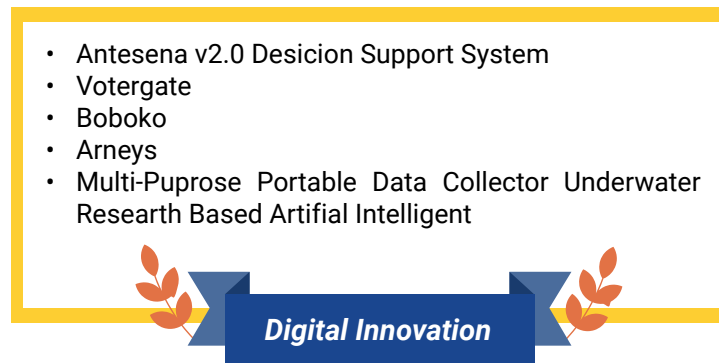 • Antesena v2.0 Desicion Support System
• Votergate
• Boboko
• Arneys
• Multi-Puprose Portable Data Collector Underwater
Researth Based Artifial Intelligent
Digital Innovation